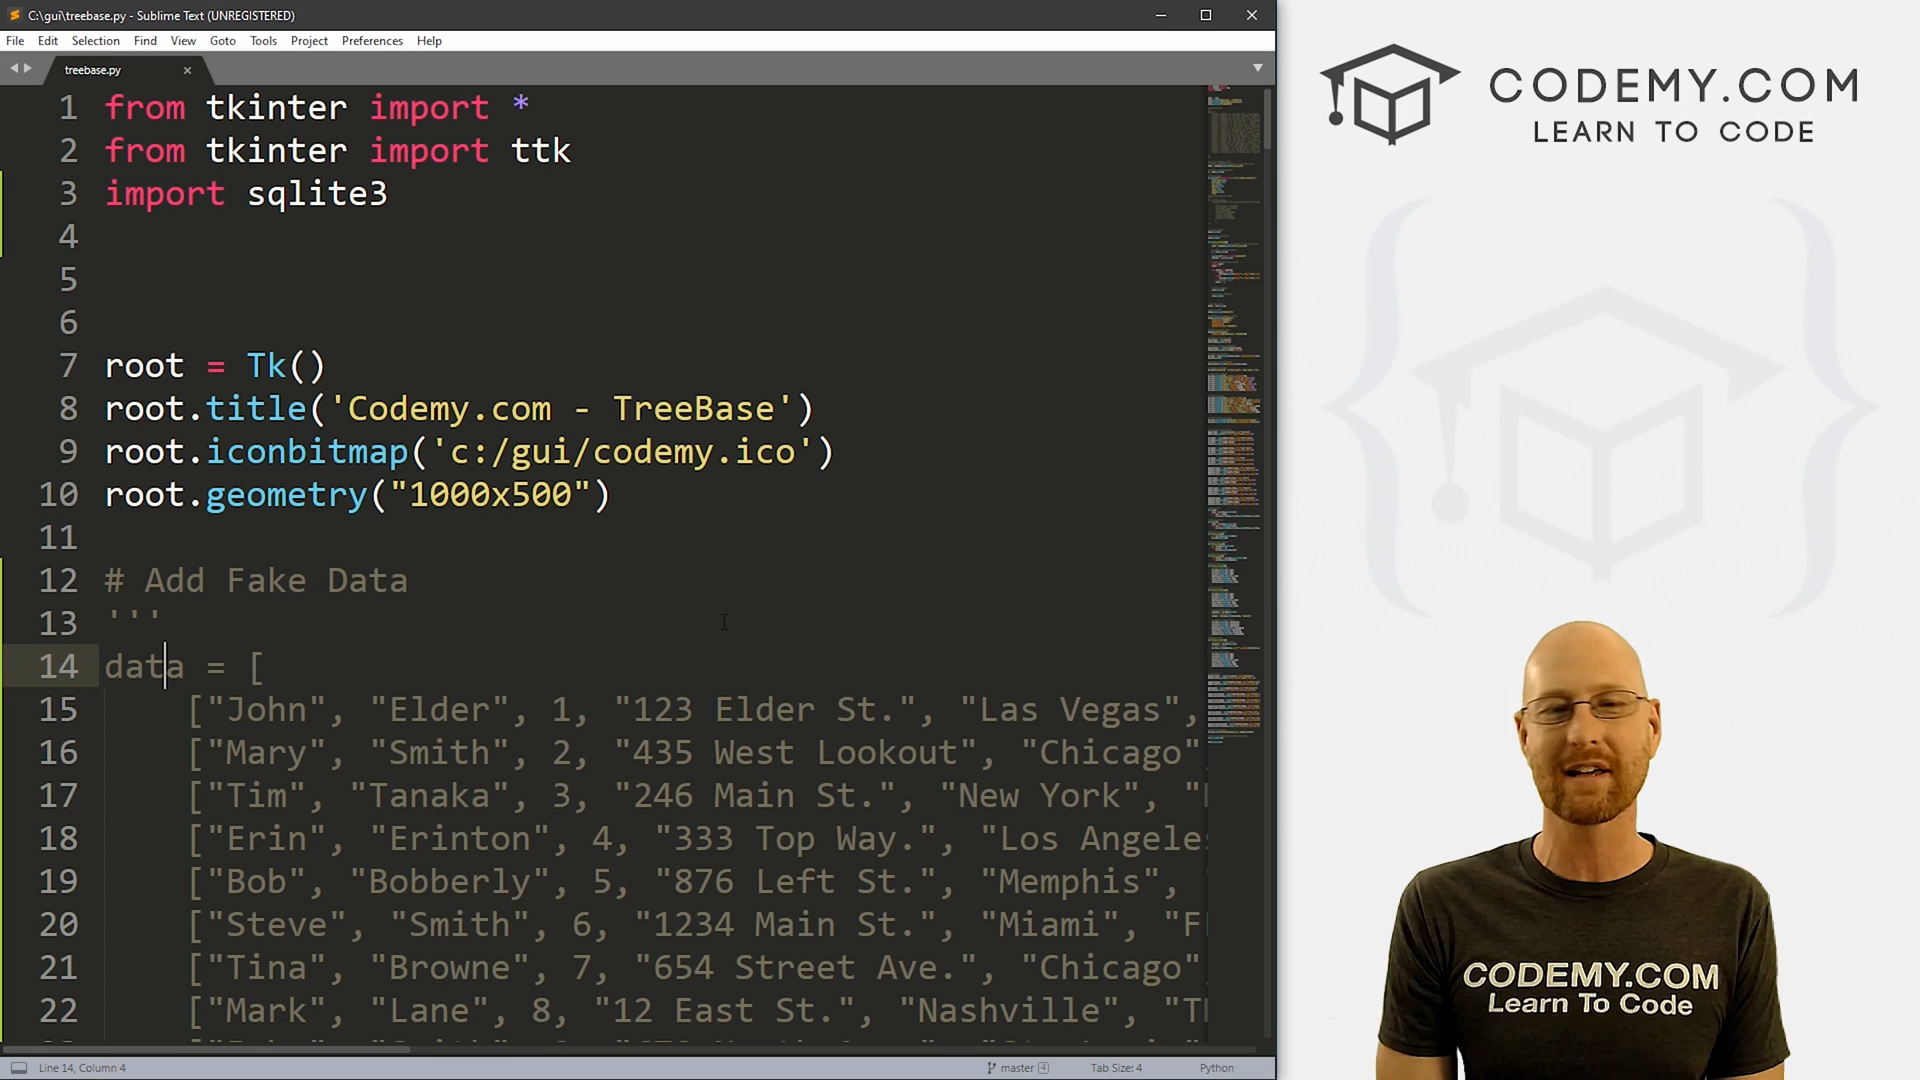 C:\gui\treebase.py - Sublime Text (UNREGISTERED)
File Edit Selection Find View Goto Tools Project Preferences Help
treebase.py
1 from tkinter import *
2 from tkinter import ttk
3 import sqlite3
4
5
6
7 root = Tk()
8 root.title('Codemy.com - TreeBase')
9 root.iconbitmap('c:/gui/codemy.ico')
10 root.geometry("1000x500")
11
12 # Add Fake Data
13 '''
14 data = [
15 ["John", "Elder", 1, "123 Elder St.", "Las Vegas",
16 ["Mary", "Smith", 2, "435 West Lookout", "Chicago"
17 ["Tim", "Tanaka", 3, "246 Main St.", "New York", "
18 ["Erin", "Erinton", 4, "333 Top Way.", "Los Angeles
19 ["Bob", "Bobberly", 5, "876 Left St.", "Memphis",
20 ["Steve", "Smith", 6, "1234 Main St.", "Miami", "F
21 ["Tina", "Browne", 7, "654 Street Ave.", "Chicago"
22 ["Mark", "Lane", 8, "12 East St.", "Nashville", "T
Line 14, Column 4
master 4
Tab Size: 4
Python
CODEMY.COM
LEARN TO CODE
CODEMY.COM
Learn To Code